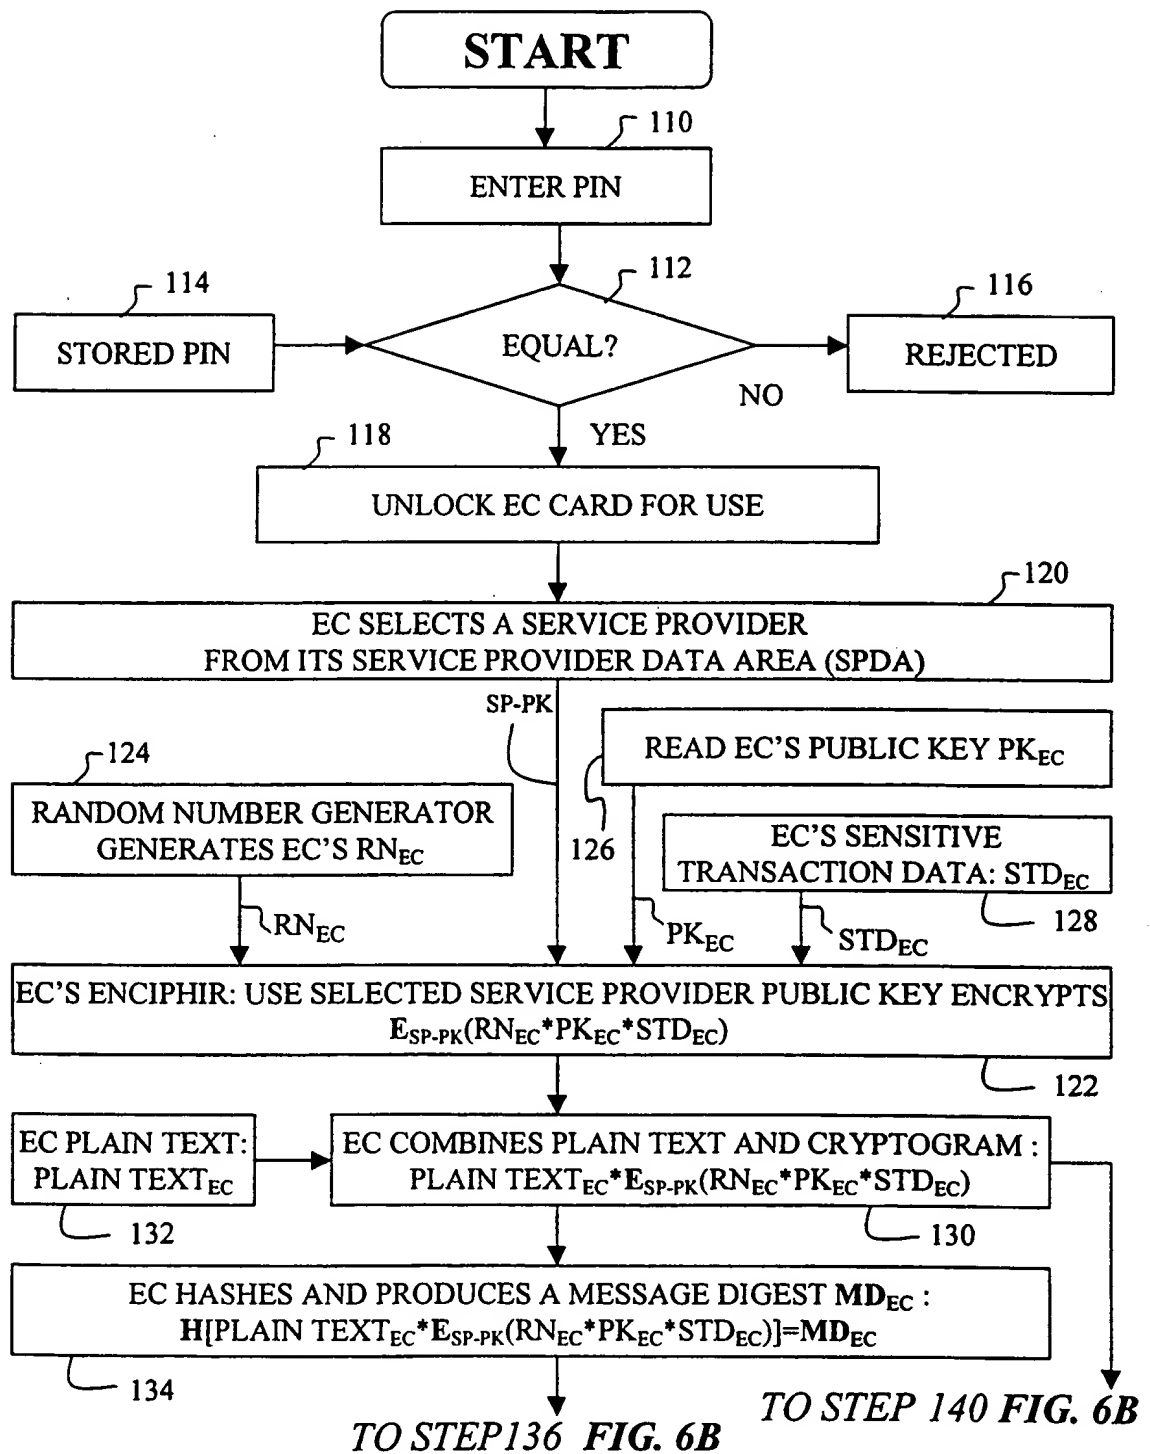 START
110
ENTER PIN
112
114
116
STORED PIN
EQUAL?
REJECTED
NO
YES
118
UNLOCK EC CARD FOR USE
120
EC SELECTS A SERVICE PROVIDER
FROM ITS SERVICE PROVIDER DATA AREA (SPDA)
SP-PK
READ EC'S PUBLIC KEY PKEC
124
126
RANDOM NUMBER GENERATOR
GENERATES EC'S RNEC
EC'S SENSITIVE
TRANSACTION DATA: STDEC
128
RNEC
PKEC
STDEC
EC'S ENCIPHIR: USE SELECTED SERVICE PROVIDER PUBLIC KEY ENCRYPTS
ESP-PK(RNEC*PKEC*STDEC)
122
EC PLAIN TEXT:
PLAIN TEXTEC
132
EC COMBINES PLAIN TEXT AND CRYPTOGRAM :
PLAIN TEXTEC*ESP-PK(RNEC*PKEC*STDEC)
130
EC HASHES AND PRODUCES A MESSAGE DIGEST MDEC :
H[PLAIN TEXTEC*ESP-PK(RNEC*PKEC*STDEC)]=MDEC
134
TO STEP 140 FIG. 6B
TO STEP136 FIG. 6B